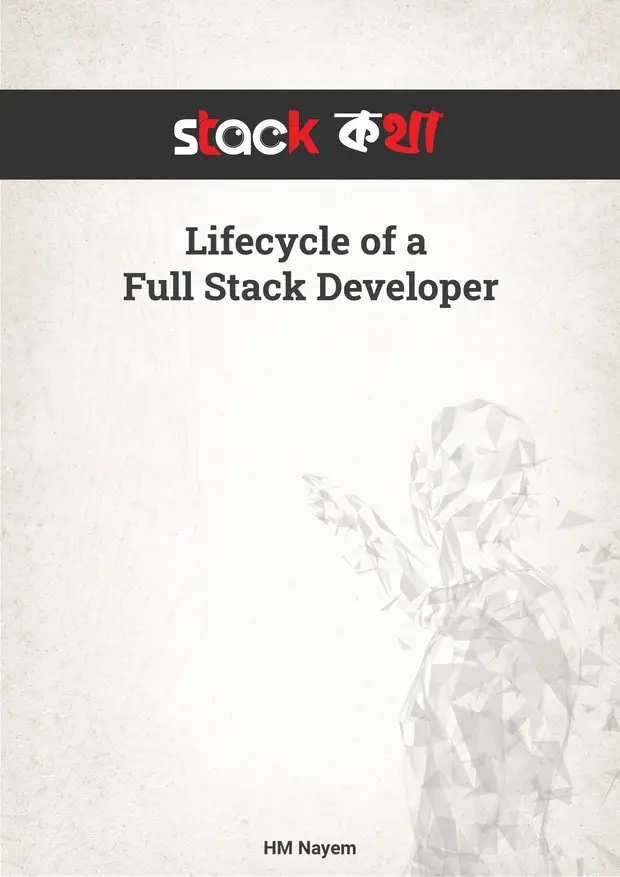 stack কথা
Lifecycle of a
Full Stack Developer
HM Nayem